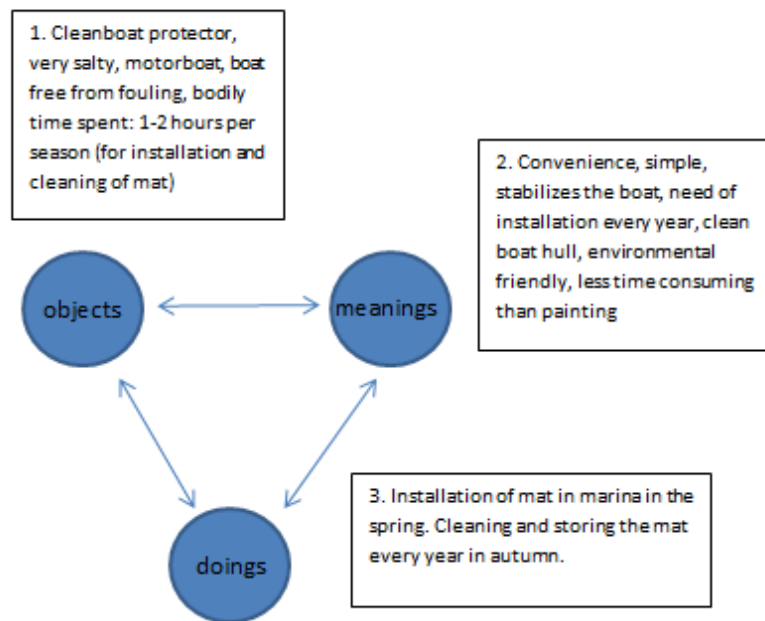 1. Cleanboat protector,
very salty, motorboat, boat
free from fouling, bodily
time spent: 1-2 hours per
season (for installation and
cleaning of mat)
2. Convenience, simple,
stabilizes the boat, need of
installation every year, clean
boat hull, environmental
friendly, less time consuming
than painting
objects
meanings
3. Installation of mat in marina in the
spring. Cleaning and storing the mat
every year in autumn.
doings